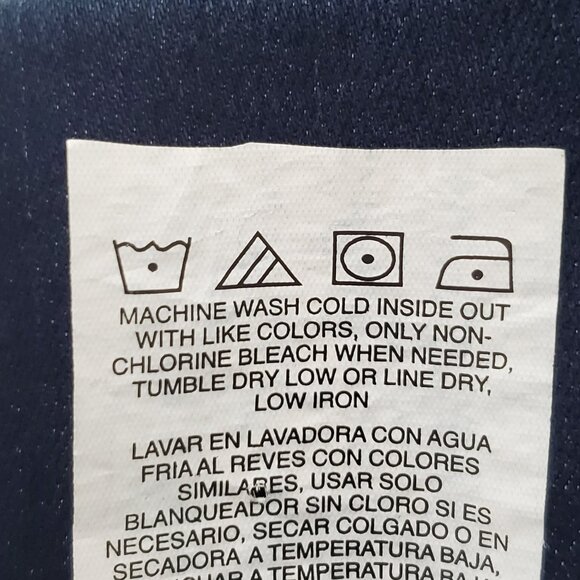 MACHINE WASH COLD INSIDE OUT
WITH LIKE COLORS, ONLY NON-
CHLORINE BLEACH WHEN NEEDED,
TUMBLE DRY LOW OR LINE DRY,
LOW IRON
LAVAR EN LAVADORA CON AGUA
FRIA AL REVES CON COLORES
SIMILARES, USAR SOLO
BLANQUEADOR SIN CLORO SI ES
NECESARIO, SECAR COLGADO O EN
SECADORA A TEMPERATURA BAJA,
A TEMPERATURA